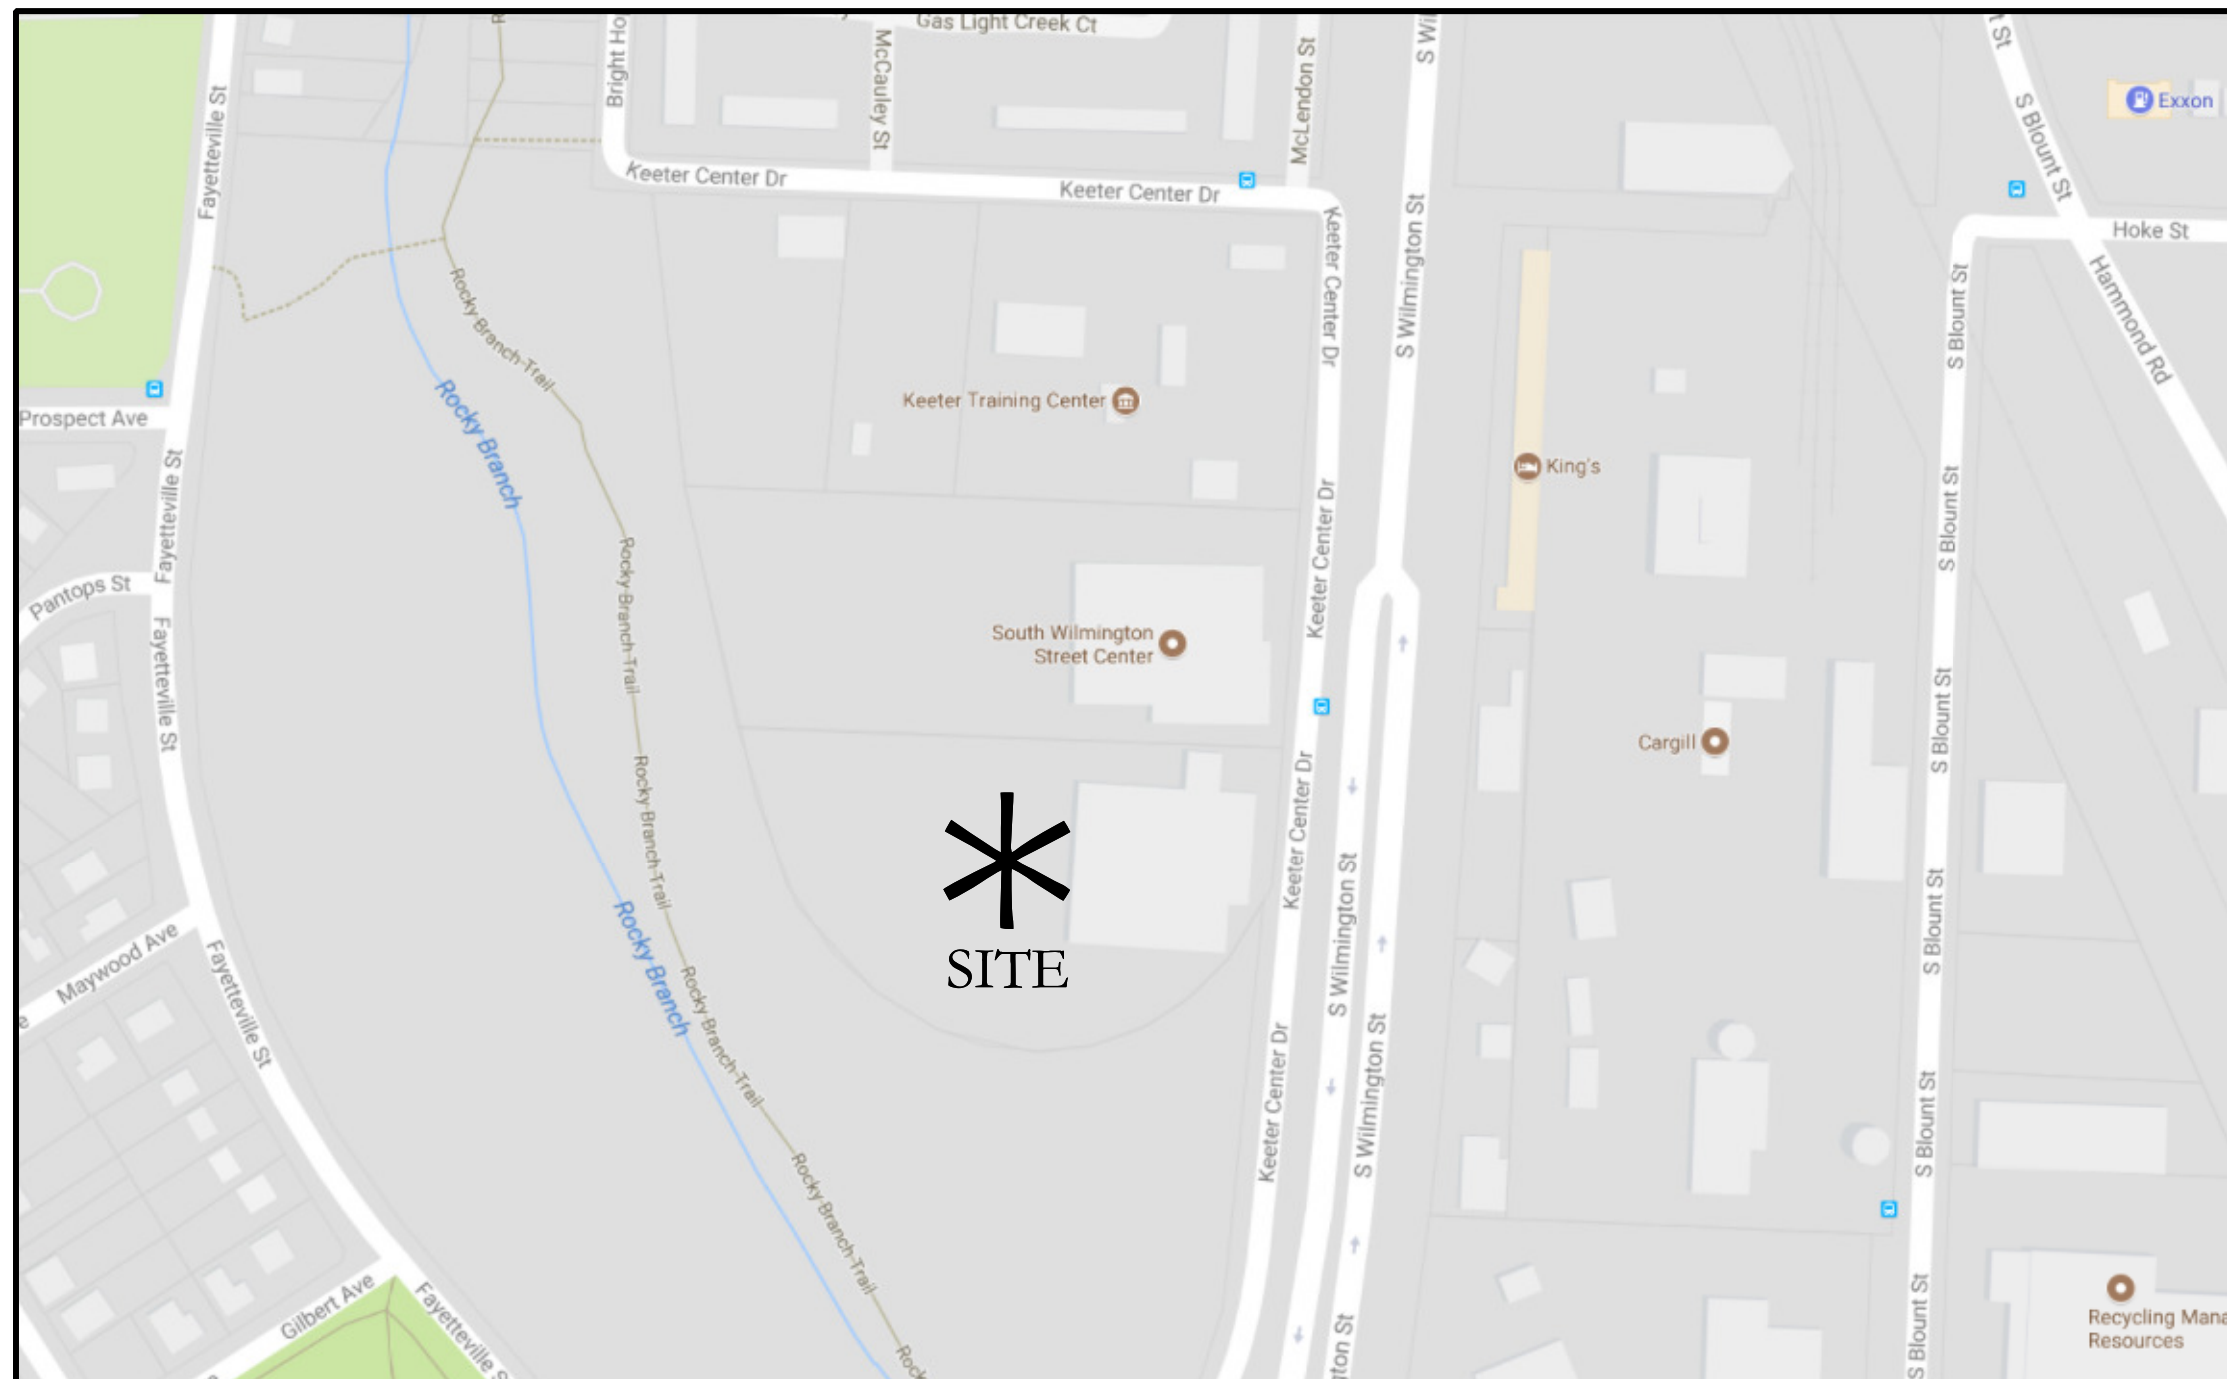 Gas Light Creek Ct
S Wil
t St
Bright Ho
McCauley St
McLendon St
Fayetteville St
S Blount St
Exxon
Keeter Center Dr
Keeter Center Dr
Hoke St
Keeter Center Dr
S Wilmington St
S Blount St
Hammond Rd
Rocky Branch Trail
Rocky Branch
Keeter Training Center
Prospect Ave
King's
Fayetteville St
Keeter Center Dr
S Blount St
Pantops St
Rocky Branch Trail
South Wilmington
Street Center
Fayetteville St
S Blount St
Cargill
Rocky Branch Trail
Keeter Center Dr
S Wilmington St
S Blount St
Rocky Branch
Maywood Ave
Fayetteville St
SITE
Rocky Branch Trail
Keeter Center Dr
S Wilmington St
S Blount St
Rocky Branch Trail
Gilbert Ave
Fayetteville S
Rock
gton St
S Blount St
Recycling Mana
Resources